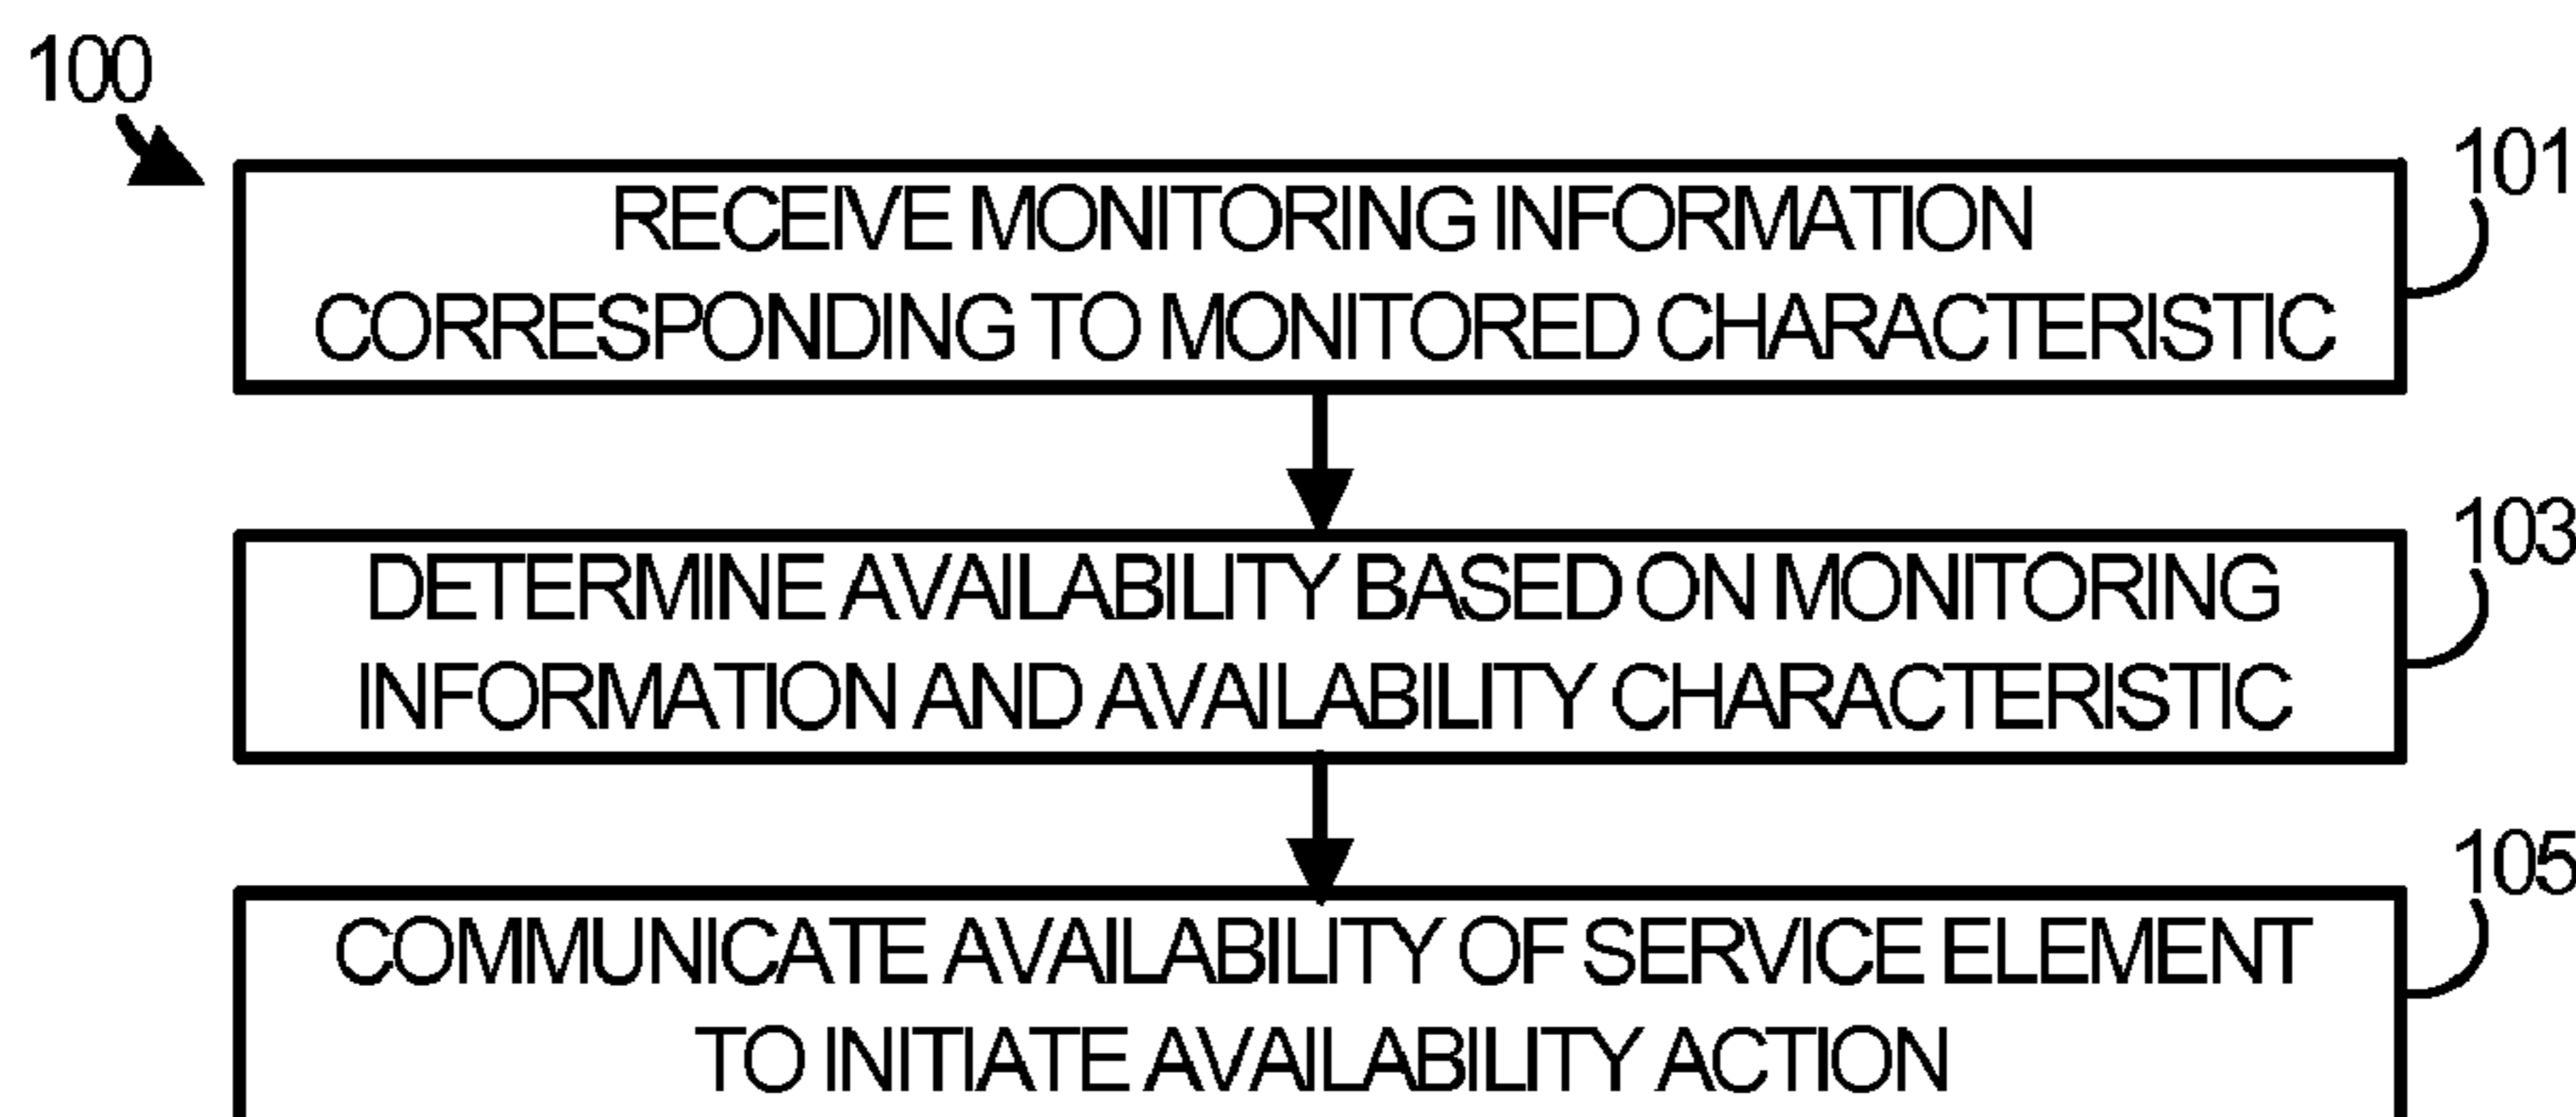 100
101
RECEIVE MONITORING INFORMATION
CORRESPONDING TO MONITORED CHARACTERISTIC
103
DETERMINE AVAILABILITY BASED ON MONITORING
INFORMATION AND AVAILABILITY CHARACTERISTIC
105
COMMUNICATE AVAILABILITY OF SERVICE ELEMENT
TO INITIATE AVAILABILITY ACTION